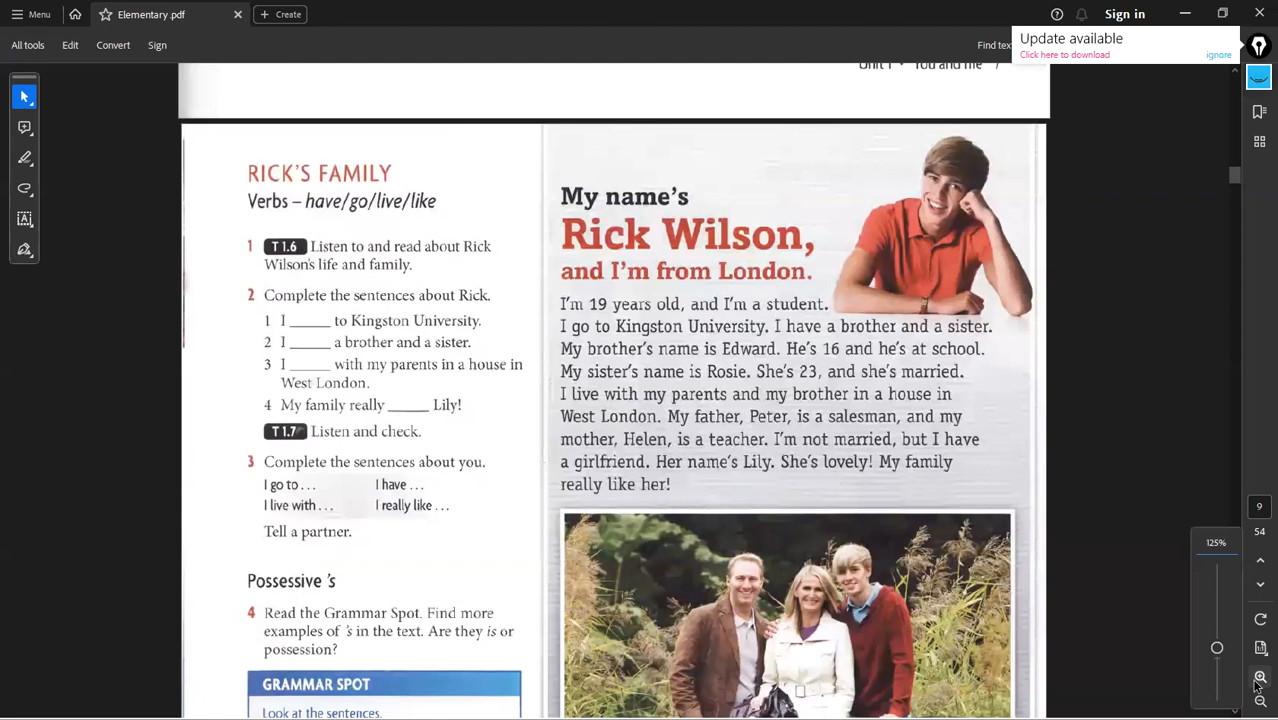 Menu
Elementary .pdf
Create
Sign in
All tools
Edit
Convert
Sign
Find tex
Update available
Click here to download
ignore
Unit 1 • You and me 7
RICK'S FAMILY
Verbs – have/go/live/like
1 T 1.6 Listen to and read about Rick
Wilson's life and family.
2 Complete the sentences about Rick.
1 I ______ to Kingston University.
2 I ______ a brother and a sister.
3 I ______ with my parents in a house in
West London.
4 My family really ______ Lily!
T 1.7 Listen and check.
3 Complete the sentences about you.
I go to … I have …
I live with … I really like …
Tell a partner.
Possessive 's
4 Read the Grammar Spot. Find more
examples of 's in the text. Are they is or
possession?
GRAMMAR SPOT
Look at the sentences.
My name's
Rick Wilson,
and I'm from London.
I'm 19 years old, and I'm a student.
I go to Kingston University. I have a brother and a sister.
My brother's name is Edward. He's 16 and he's at school.
My sister's name is Rosie. She's 23, and she's married.
I live with my parents and my brother in a house in
West London. My father, Peter, is a salesman, and my
mother, Helen, is a teacher. I'm not married, but I have
a girlfriend. Her name's Lily. She's lovely! My family
really like her!
9
54
125%